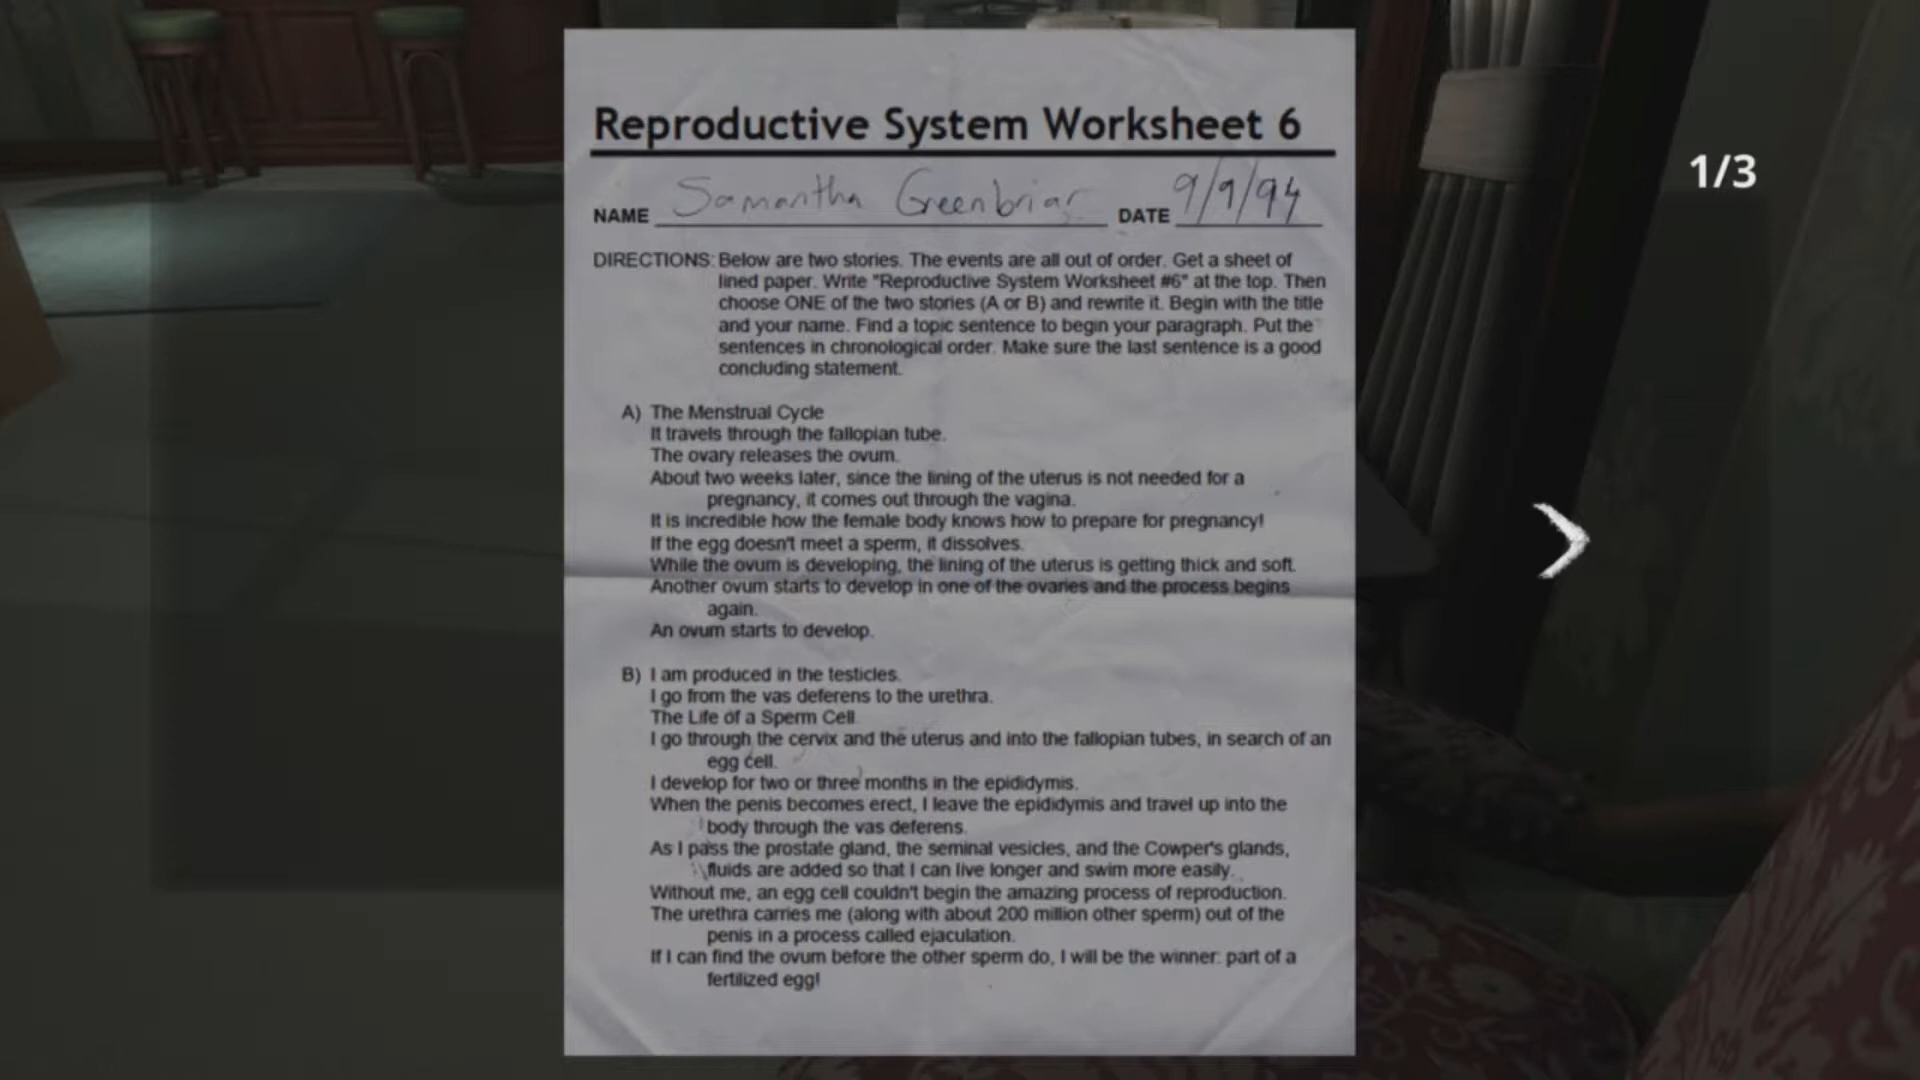 Reproductive System Worksheet 6
1/3
NAME Samantha Greenbriar DATE 9/9/94
DIRECTIONS: Below are two stories. The events are all out of order. Get a sheet of
lined paper. Write "Reproductive System Worksheet #6" at the top. Then
choose ONE of the two stories (A or B) and rewrite it. Begin with the title
and your name. Find a topic sentence to begin your paragraph. Put the
sentences in chronological order. Make sure the last sentence is a good
concluding statement.
A) The Menstrual Cycle
It travels through the fallopian tube.
The ovary releases the ovum.
About two weeks later, since the lining of the uterus is not needed for a
pregnancy, it comes out through the vagina.
It is incredible how the female body knows how to prepare for pregnancy!
If the egg doesn't meet a sperm, it dissolves.
While the ovum is developing, the lining of the uterus is getting thick and soft.
Another ovum starts to develop in one of the ovaries and the process begins
again.
An ovum starts to develop.
B) I am produced in the testicles.
I go from the vas deferens to the urethra.
The Life of a Sperm Cell
I go through the cervix and the uterus and into the fallopian tubes, in search of an
egg cell.
I develop for two or three months in the epididymis.
When the penis becomes erect, I leave the epididymis and travel up into the
body through the vas deferens.
As I pass the prostate gland, the seminal vesicles, and the Cowper's glands,
fluids are added so that I can live longer and swim more easily.
Without me, an egg cell couldn't begin the amazing process of reproduction.
The urethra carries me (along with about 200 million other sperm) out of the
penis in a process called ejaculation.
If I can find the ovum before the other sperm do, I will be the winner: part of a
fertilized egg!